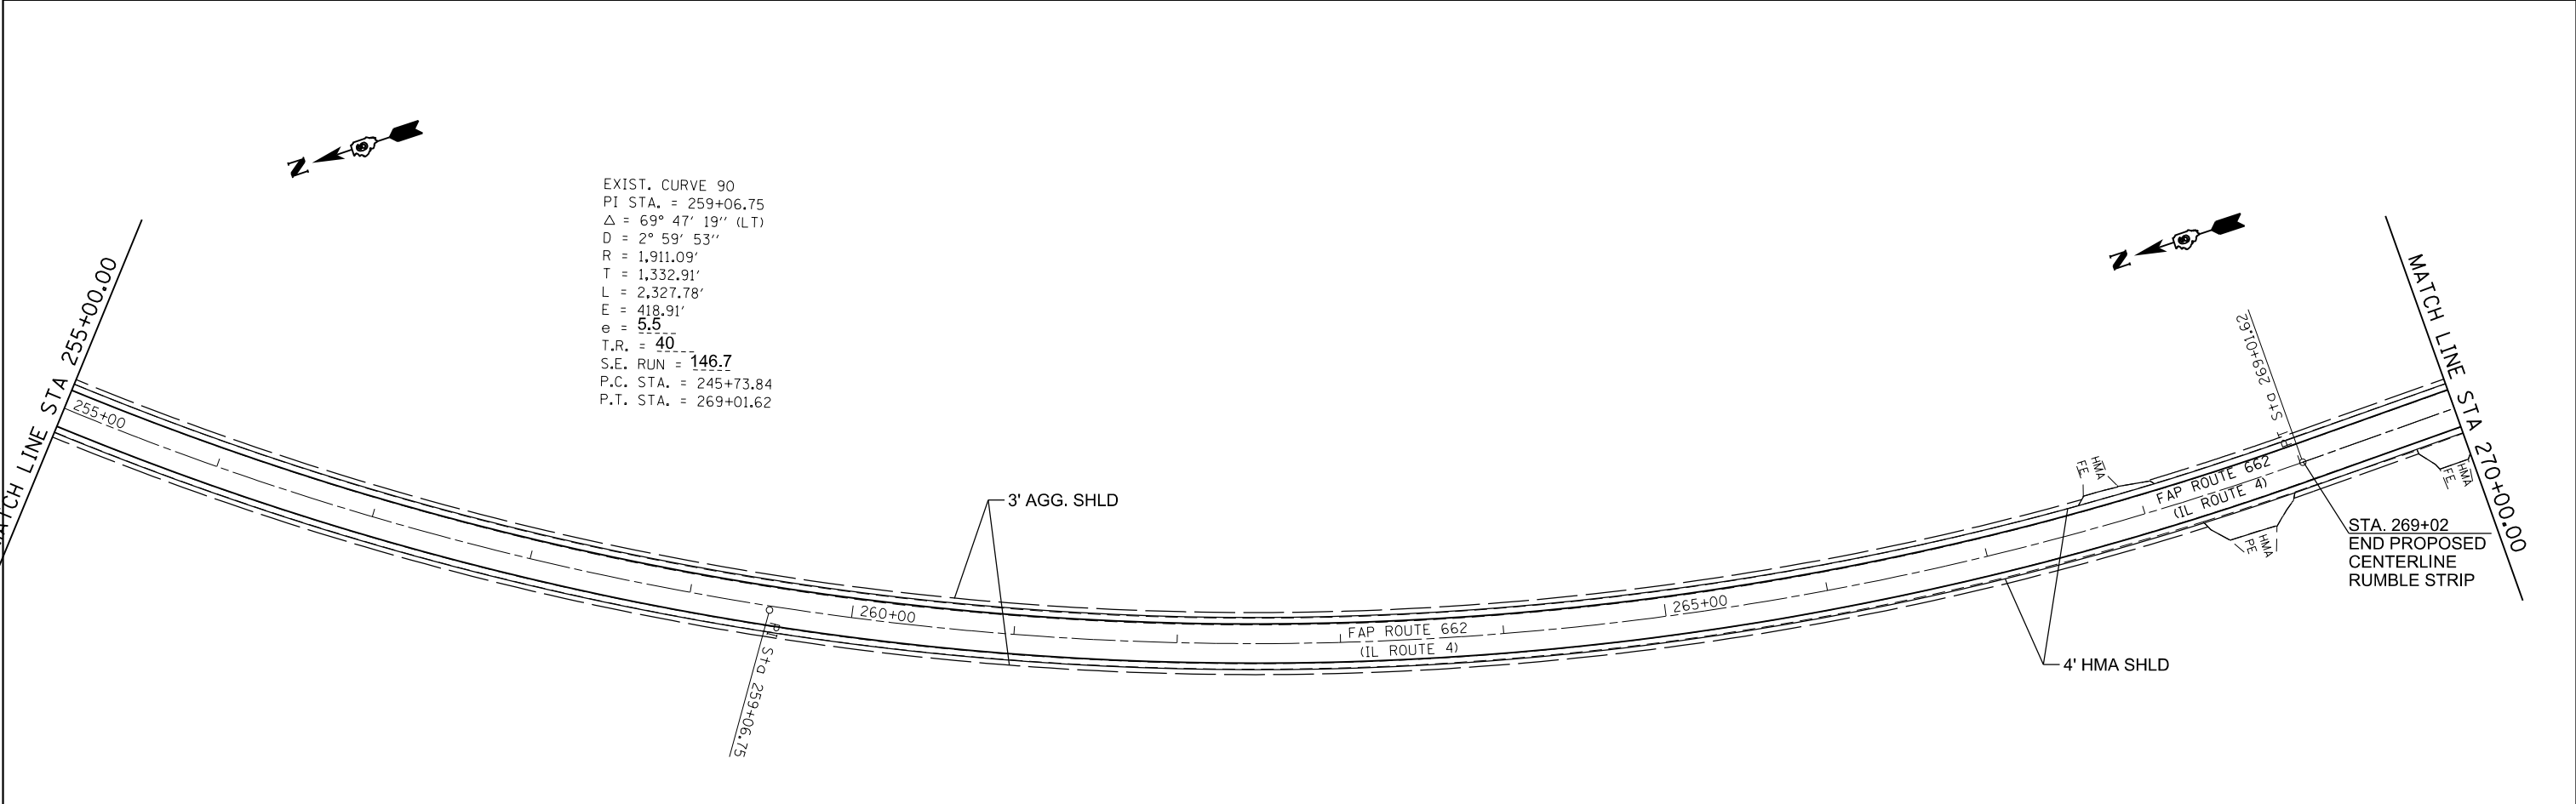 N
EXIST. CURVE 90
PI STA. = 259+06.75
△ = 69° 47' 19'' (LT)
D = 2° 59' 53''
R = 1,911.09'
T = 1,332.91'
L = 2,327.78'
E = 418.91'
e = 5.5
T.R. = 40
S.E. RUN = 146.7
P.C. STA. = 245+73.84
P.T. STA. = 269+01.62
N
MATCH LINE STA 255+00.00
255+00
PI Sta 259+06.75
260+00
3' AGG. SHLD
FAP ROUTE 662
(IL ROUTE 4)
265+00
4' HMA SHLD
HMA
FE
FAP ROUTE 662
(IL ROUTE 4)
HMA
PE
PT Sta 269+01.62
HMA
FE
STA. 269+02
END PROPOSED
CENTERLINE
RUMBLE STRIP
MATCH LINE STA 270+00.00